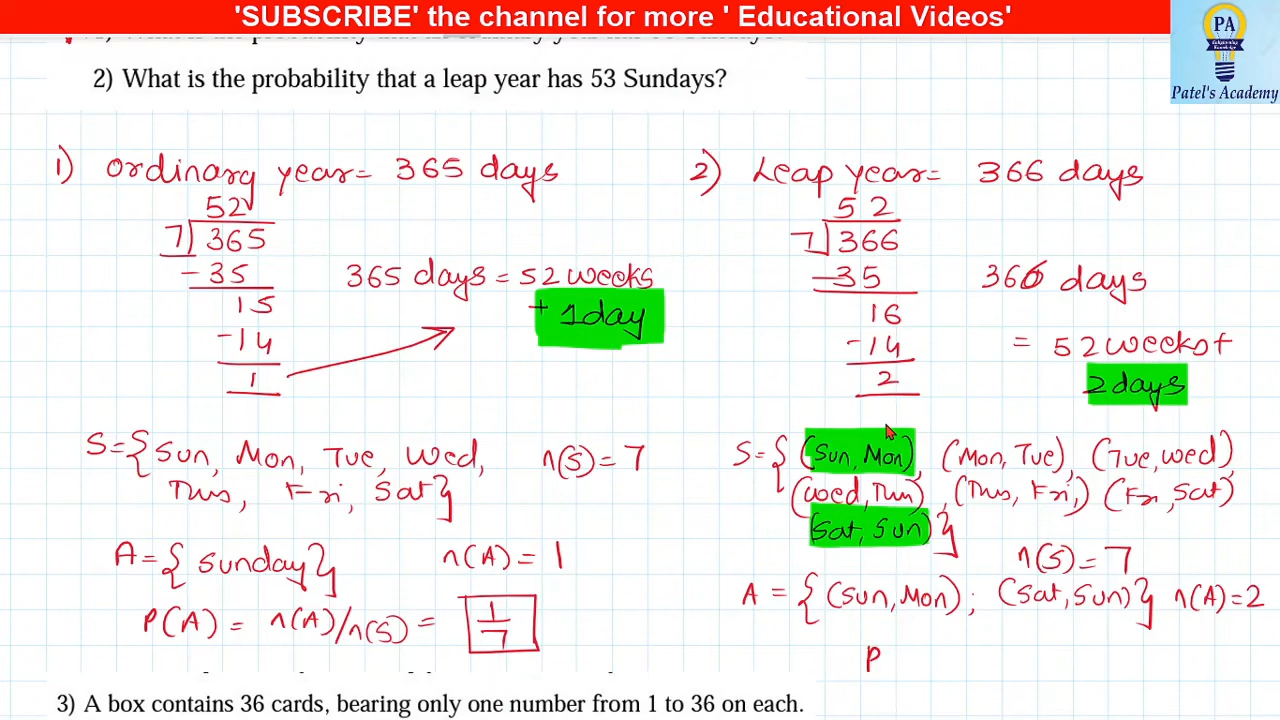 'SUBSCRIBE' the channel for more ' Educational Videos'
PA
Patel's Academy
2) What is the probability that a leap year has 53 Sundays?
1) Ordinary year = 365 days
52
7)365
-35
15
-14
1
365 days = 52 weeks
+ 1day
S={Sun, Mon, Tue, Wed,
Thus, Fri, Sat}
n(S) = 7
A={sunday}
n(A) = 1
P(A) = n(A)/n(S) = 1/7
2) Leap year = 366 days
52
7)366
-35
16
-14
2
366 days
= 52 weeks+
2 days
S={(Sun, Mon), (Mon, Tue), (Tue, Wed),
(Wed, Thu), (Thus, Fri,) (Fri, Sat)
(Sat, Sun)}
n(S) = 7
A = {(Sun, Mon); (Sat, Sun)} n(A)=2
P
3) A box contains 36 cards, bearing only one number from 1 to 36 on each.